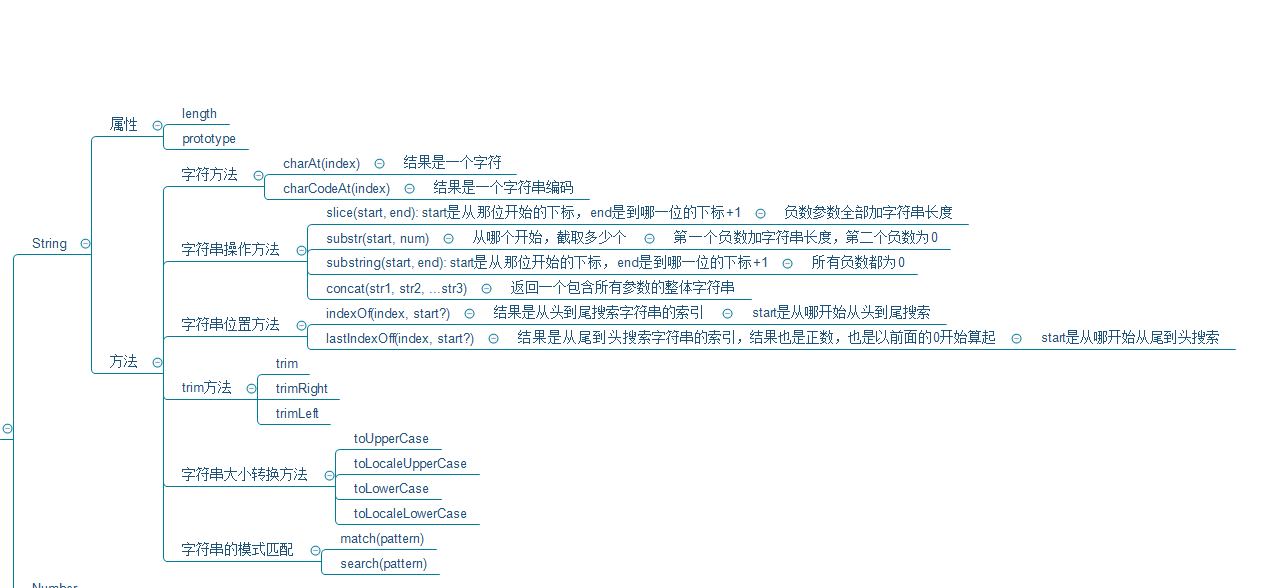 length
属性
prototype
charAt(index) 结果是一个字符
字符方法
charCodeAt(index) 结果是一个字符串编码
slice(start, end): start是从那位开始的下标，end是到哪一位的下标+1 负数参数全部加字符串长度
substr(start, num) 从哪个开始，截取多少个 第一个负数加字符串长度，第二个负数为0
String
字符串操作方法
substring(start, end): start是从那位开始的下标，end是到哪一位的下标+1 所有负数都为0
concat(str1, str2, ...str3) 返回一个包含所有参数的整体字符串
indexOf(index, start?) 结果是从头到尾搜索字符串的索引 start是从哪开始从头到尾搜索
字符串位置方法
lastIndexOff(index, start?) 结果是从尾到头搜索字符串的索引，结果也是正数，也是以前面的0开始算起 start是从哪开始从尾到头搜索
方法
trim
trim方法
trimRight
trimLeft
toUpperCase
toLocaleUpperCase
字符串大小转换方法
toLowerCase
toLocaleLowerCase
match(pattern)
字符串的模式匹配
search(pattern)
Number